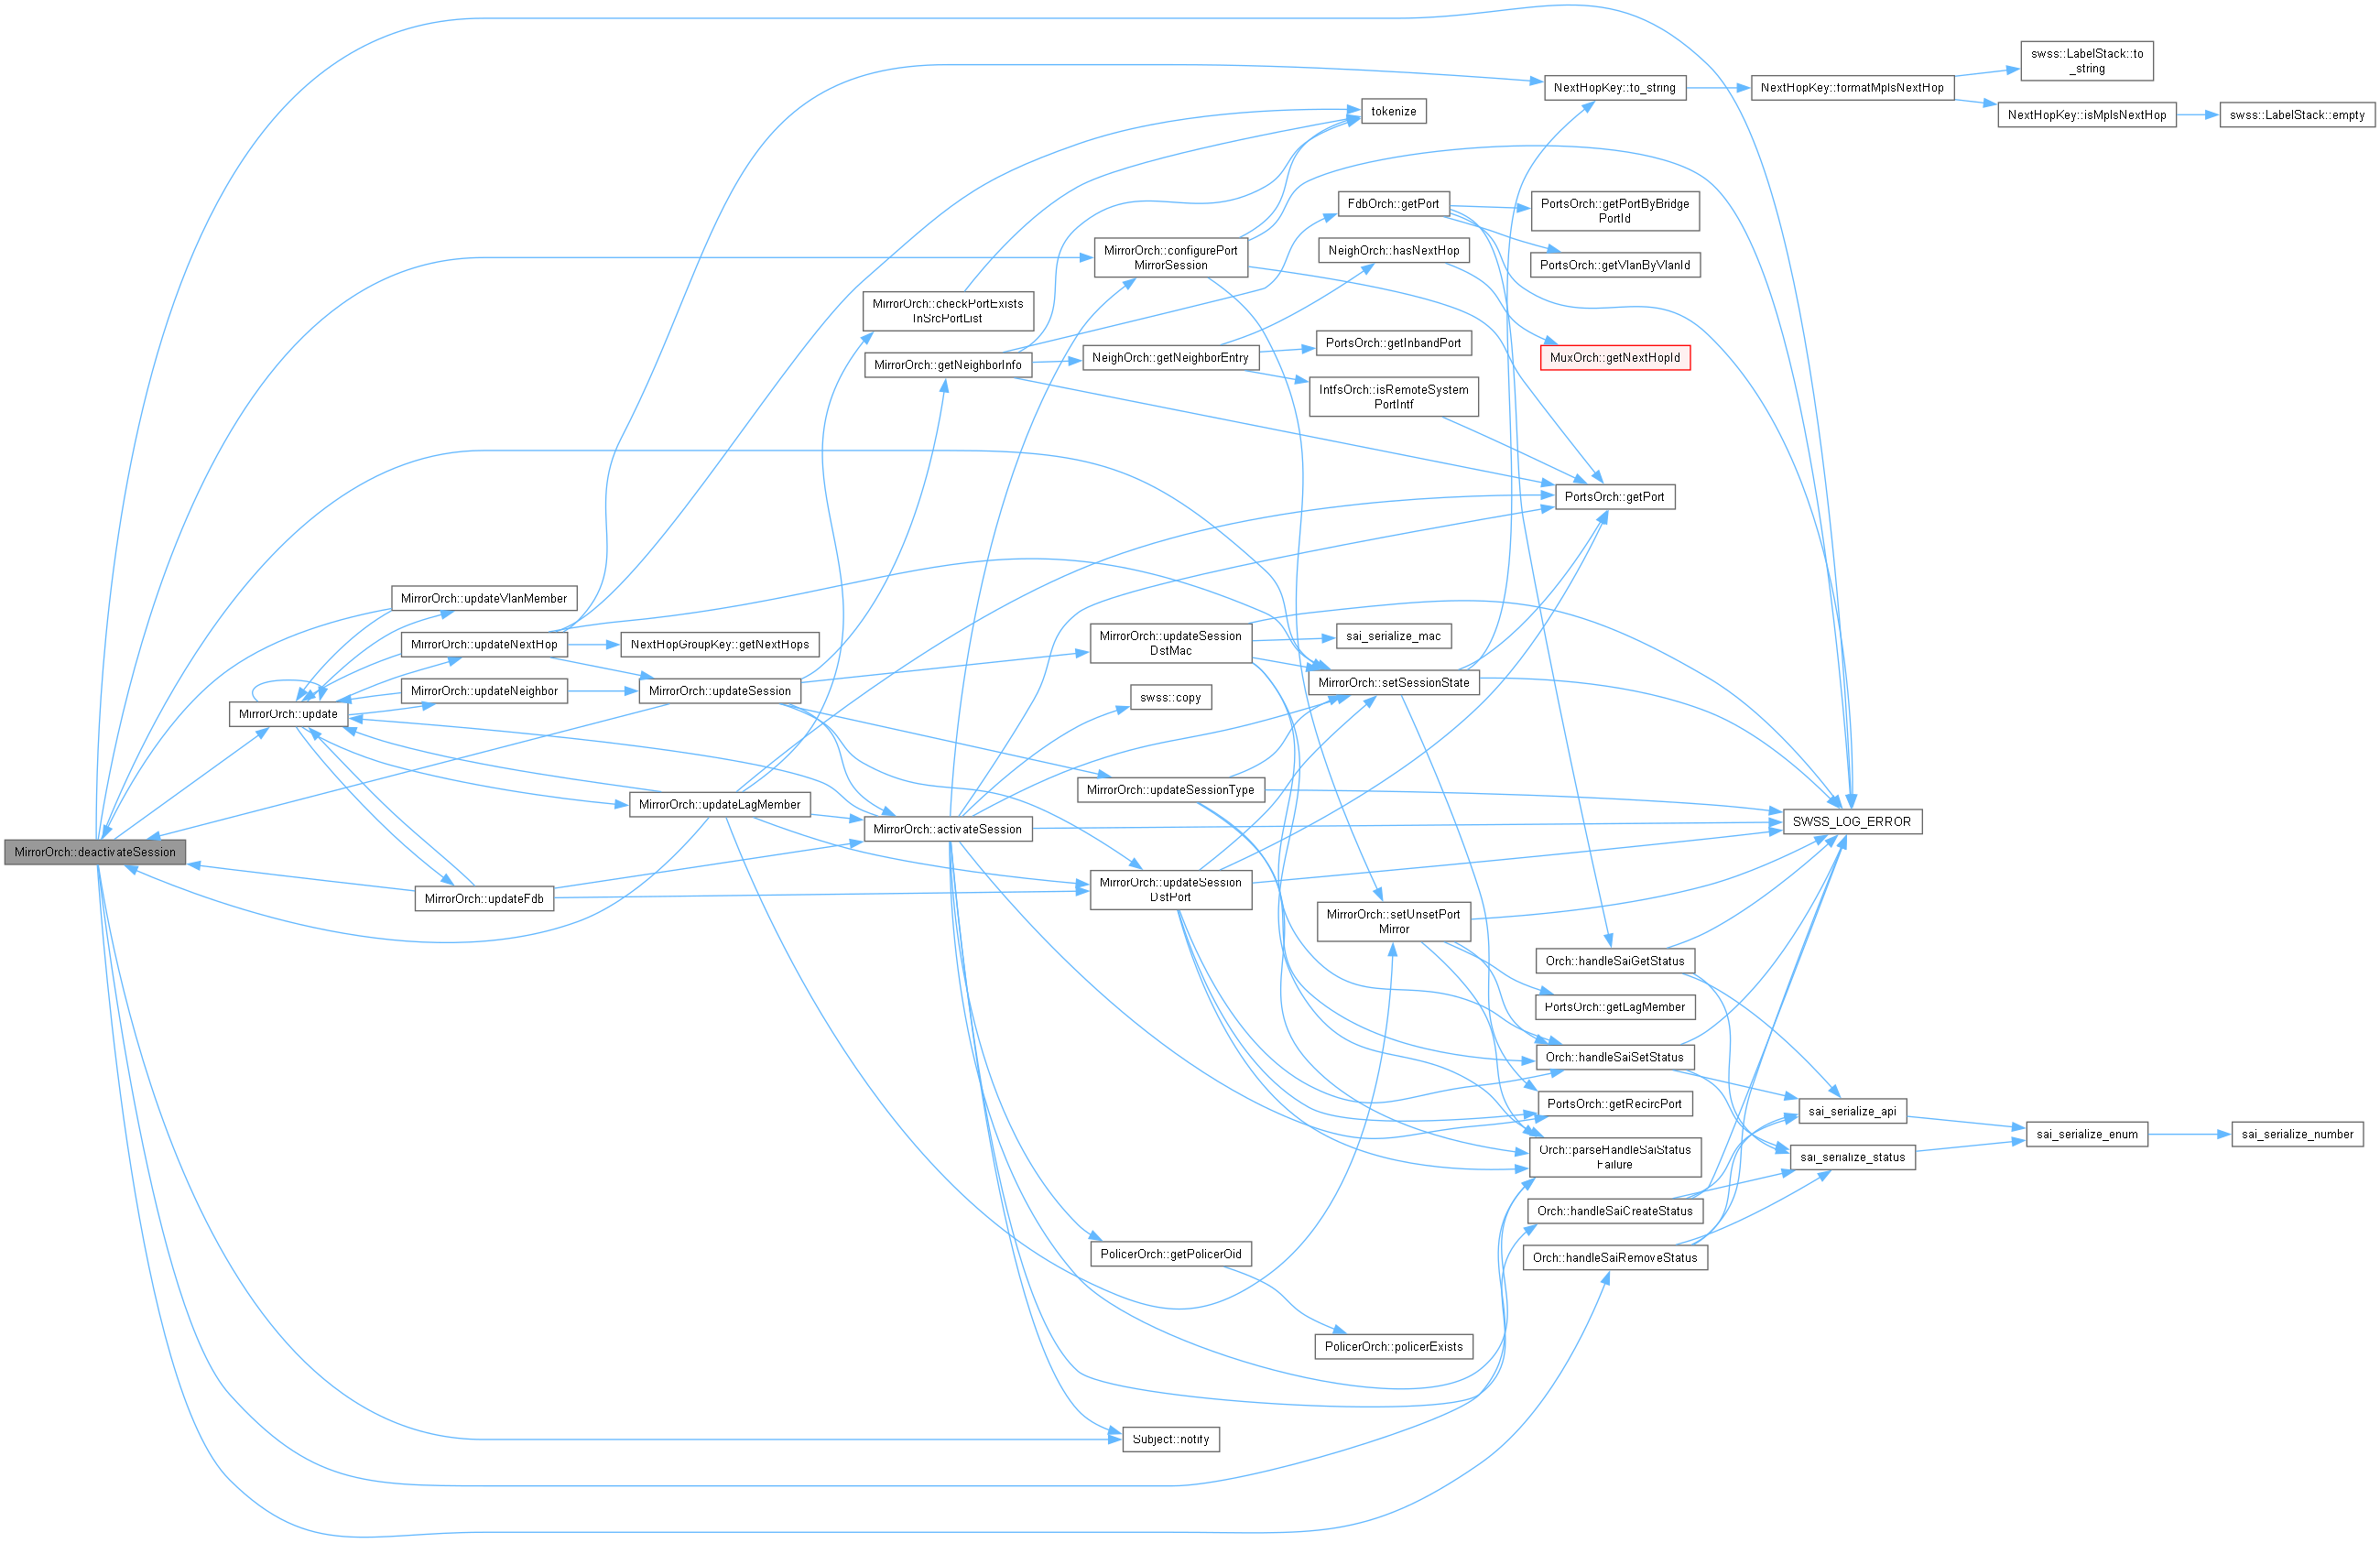 MirrorOrch::deactivateSession
MirrorOrch::update
MirrorOrch::updateVlanMember
MirrorOrch::updateNextHop
MirrorOrch::updateNeighbor
MirrorOrch::updateFdb
NextHopGroupKey::getNextHops
MirrorOrch::updateSession
MirrorOrch::updateLagMember
MirrorOrch::checkPortExists
InSrcPortList
MirrorOrch::getNeighborInfo
MirrorOrch::activateSession
MirrorOrch::configurePort
MirrorSession
NeighOrch::getNeighborEntry
MirrorOrch::updateSession
DstMac
swss::copy
MirrorOrch::updateSessionType
MirrorOrch::updateSession
DstPort
PolicerOrch::getPolicerOid
Subject::notify
tokenize
FdbOrch::getPort
NeighOrch::hasNextHop
PortsOrch::getInbandPort
IntfsOrch::isRemoteSystem
PortIntf
sai_serialize_mac
MirrorOrch::setSessionState
MirrorOrch::setUnsetPort
Mirror
PolicerOrch::policerExists
NextHopKey::to_string
PortsOrch::getPortByBridge
PortId
PortsOrch::getVlanByVlanId
MuxOrch::getNextHopId
PortsOrch::getPort
Orch::handleSaiGetStatus
PortsOrch::getLagMember
Orch::handleSaiSetStatus
PortsOrch::getRecircPort
Orch::parseHandleSaiStatus
Failure
Orch::handleSaiCreateStatus
Orch::handleSaiRemoveStatus
NextHopKey::formatMplsNextHop
SWSS_LOG_ERROR
sai_serialize_api
sai_serialize_status
swss::LabelStack::to
_string
NextHopKey::isMplsNextHop
sai_serialize_enum
swss::LabelStack::empty
sai_serialize_number